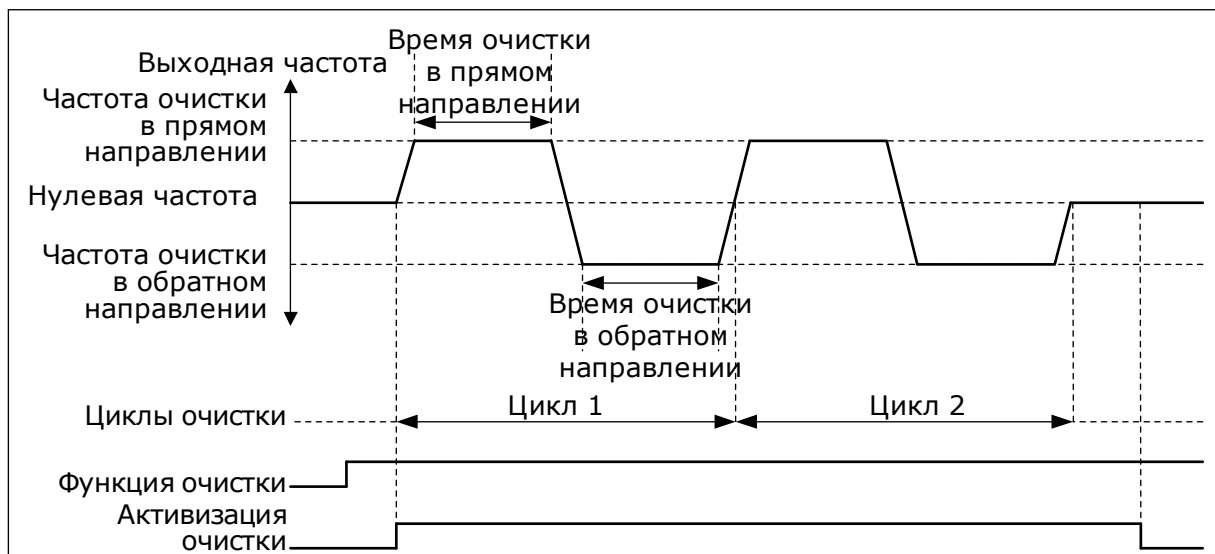 Время очистки
в прямом
направлении
Выходная частота
Частота очистки
в прямом
направлении
Нулевая частота
Частота очистки
в обратном
направлении
Время очистки
в обратном
направлении
Циклы очистки
Цикл 1
Цикл 2
Функция очистки
Активизация
очистки